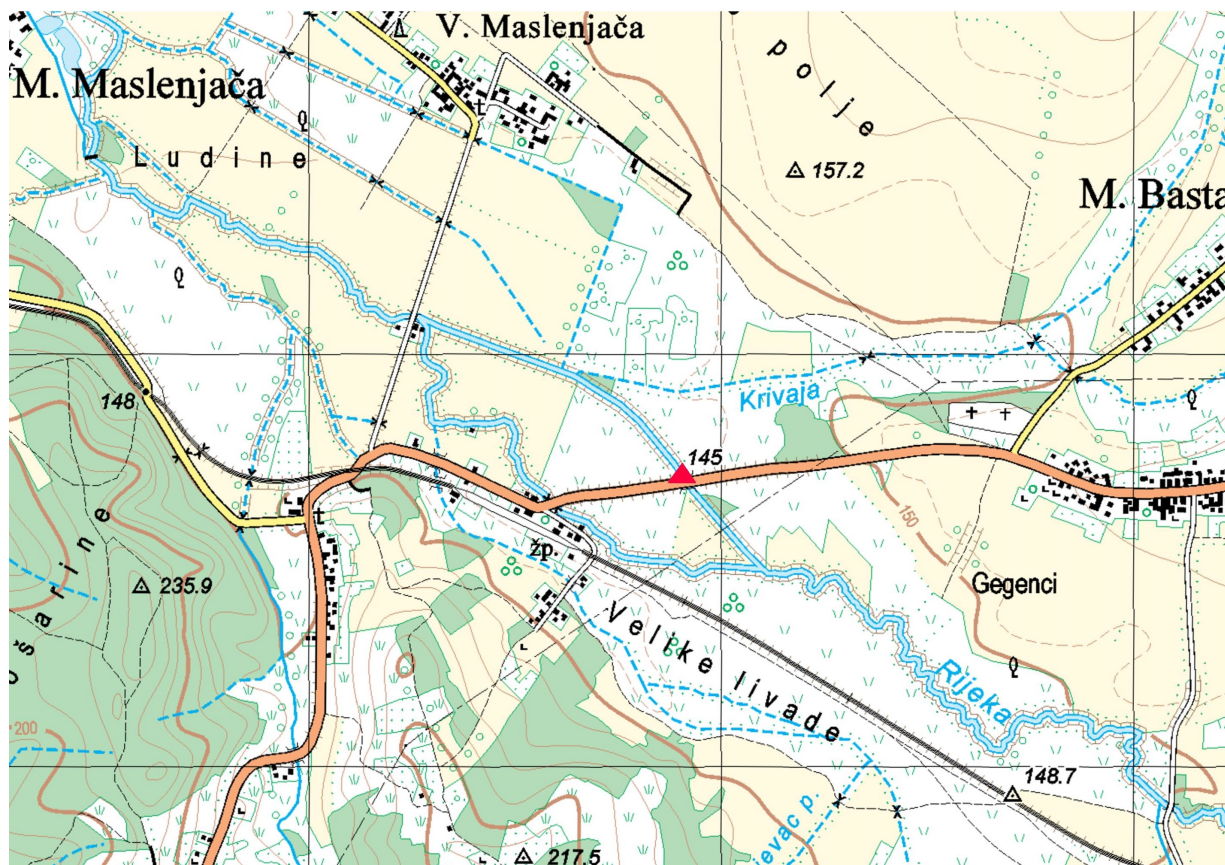 V. Maslenjača
M. Maslenjača
polje
Ludine
157.2
M. Basta
148
Krivaja
145
150
žp.
235.9
Gegenci
Velike livade
Rijeka
200
148.7
217.5